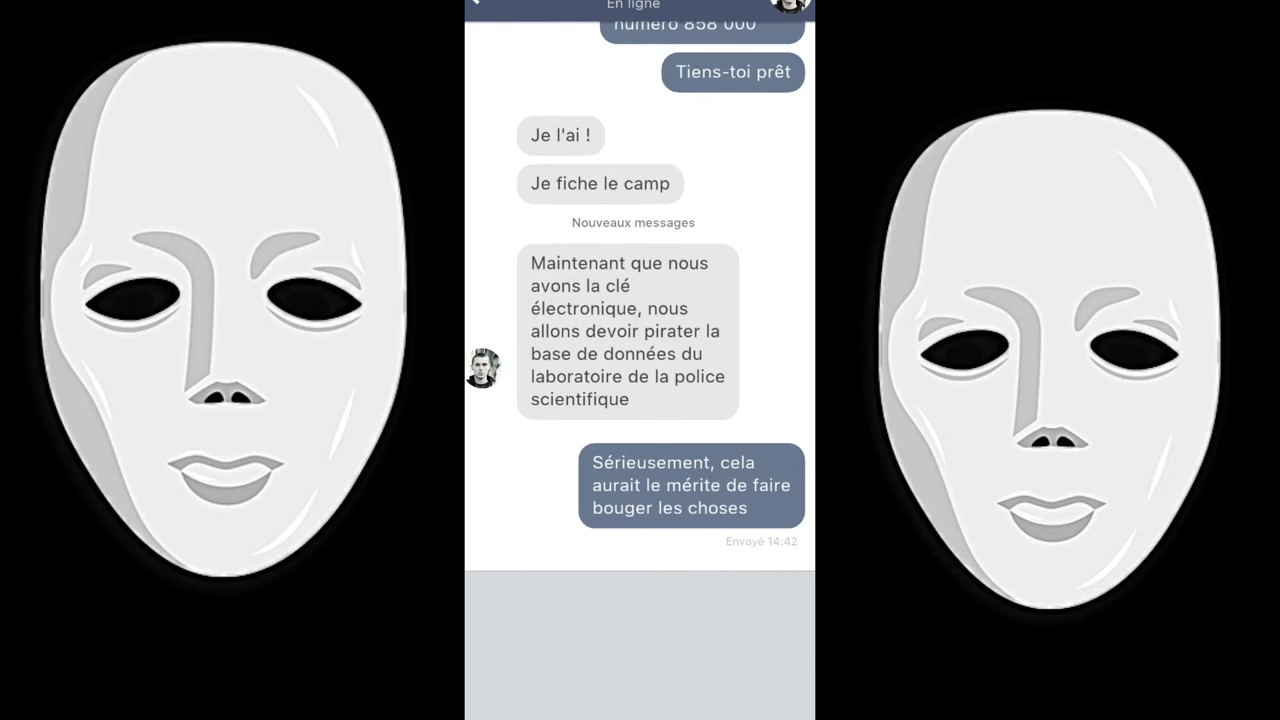 En ligne
numéro 858 000
Tiens-toi prêt
Je l'ai !
Je fiche le camp
Nouveaux messages
Maintenant que nous
avons la clé
électronique, nous
allons devoir pirater la
base de données du
laboratoire de la police
scientifique
Sérieusement, cela
aurait le mérite de faire
bouger les choses
Envoyé 14:42